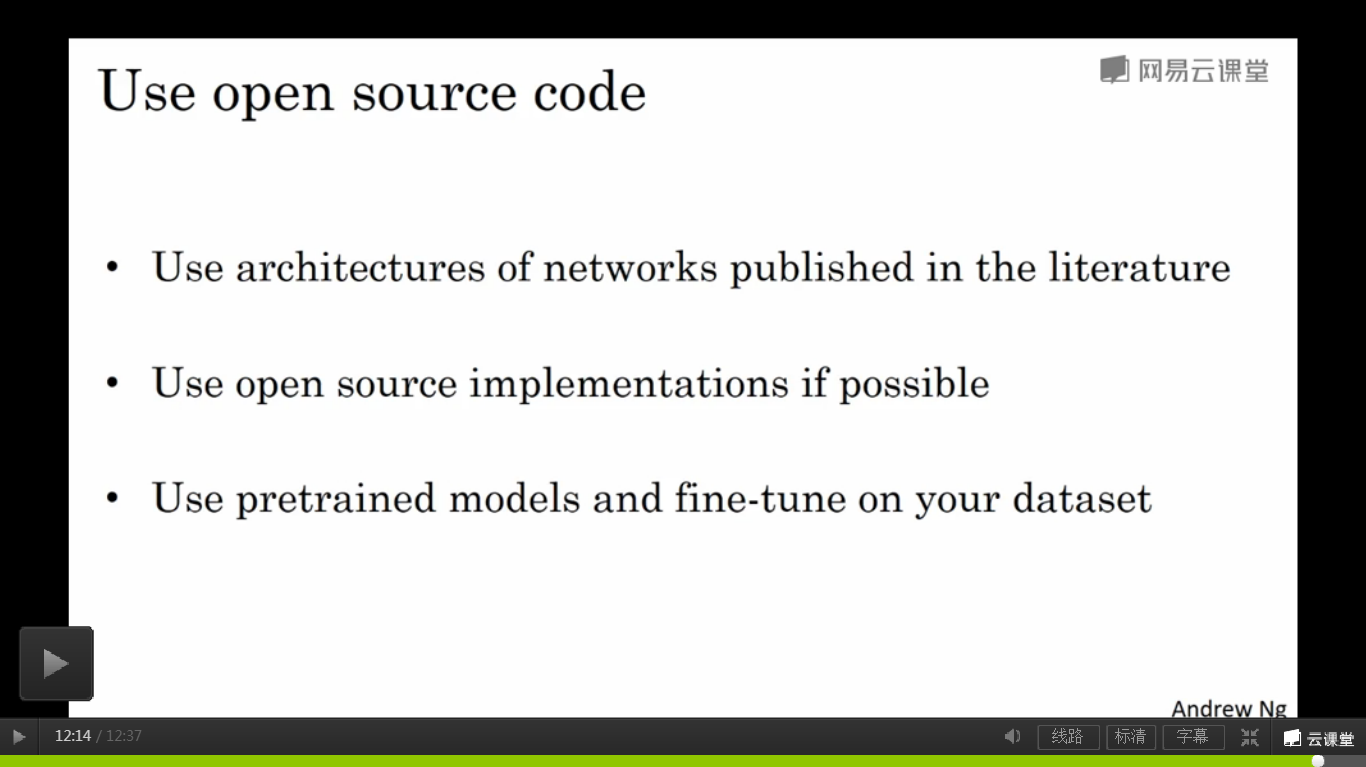 网易云课堂
Use open source code
• Use architectures of networks published in the literature
• Use open source implementations if possible
• Use pretrained models and fine-tune on your dataset
Andrew Ng
12:14 / 12:37
线路 标清 字幕 云课堂